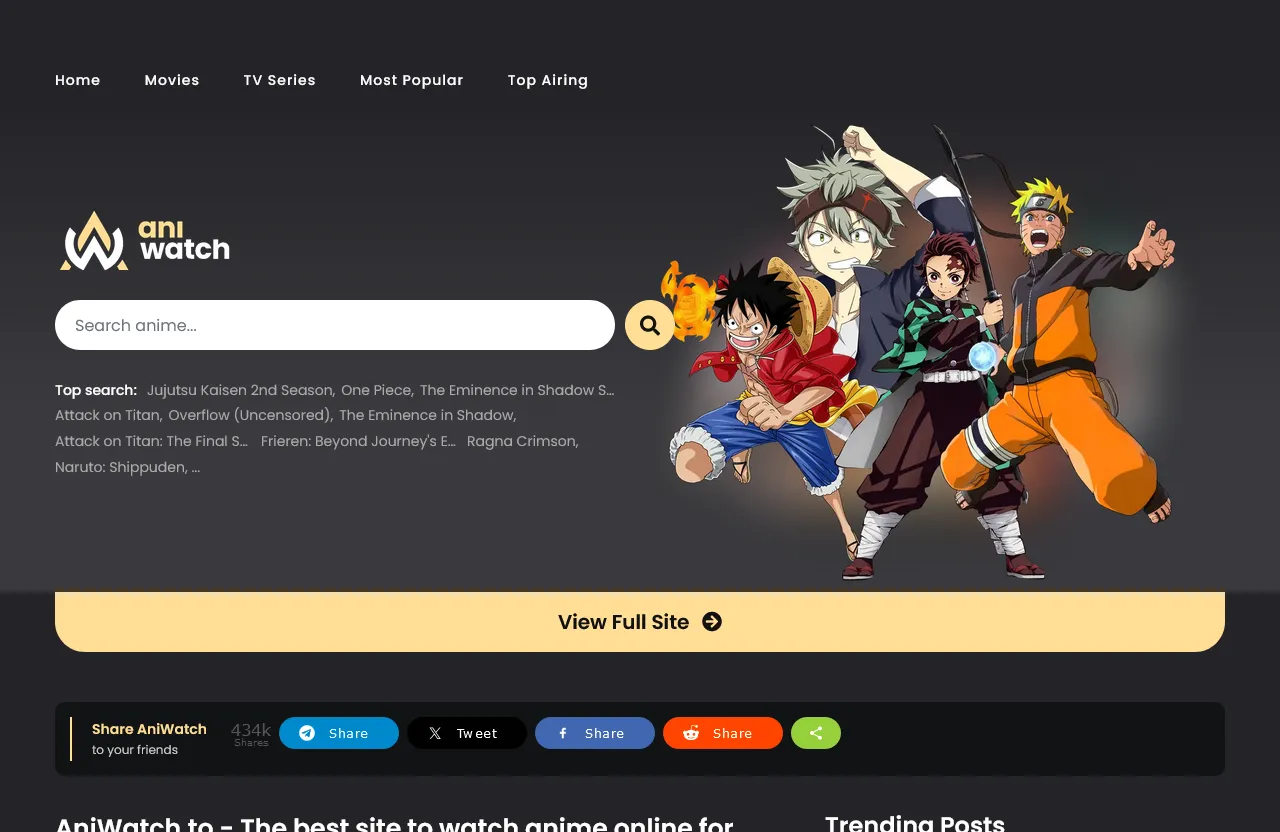 Home Movies TV Series Most Popular Top Airing
ani
watch
Search anime...
Top search: Jujutsu Kaisen 2nd Season, One Piece, The Eminence in Shadow S...
Attack on Titan, Overflow (Uncensored), The Eminence in Shadow,
Attack on Titan: The Final S... Frieren: Beyond Journey's E... Ragna Crimson,
Naruto: Shippuden, ...
View Full Site
Share AniWatch
to your friends
434k
Shares
Share Tweet Share Share
AniWatch.to - The best site to watch anime online for
Trending Posts